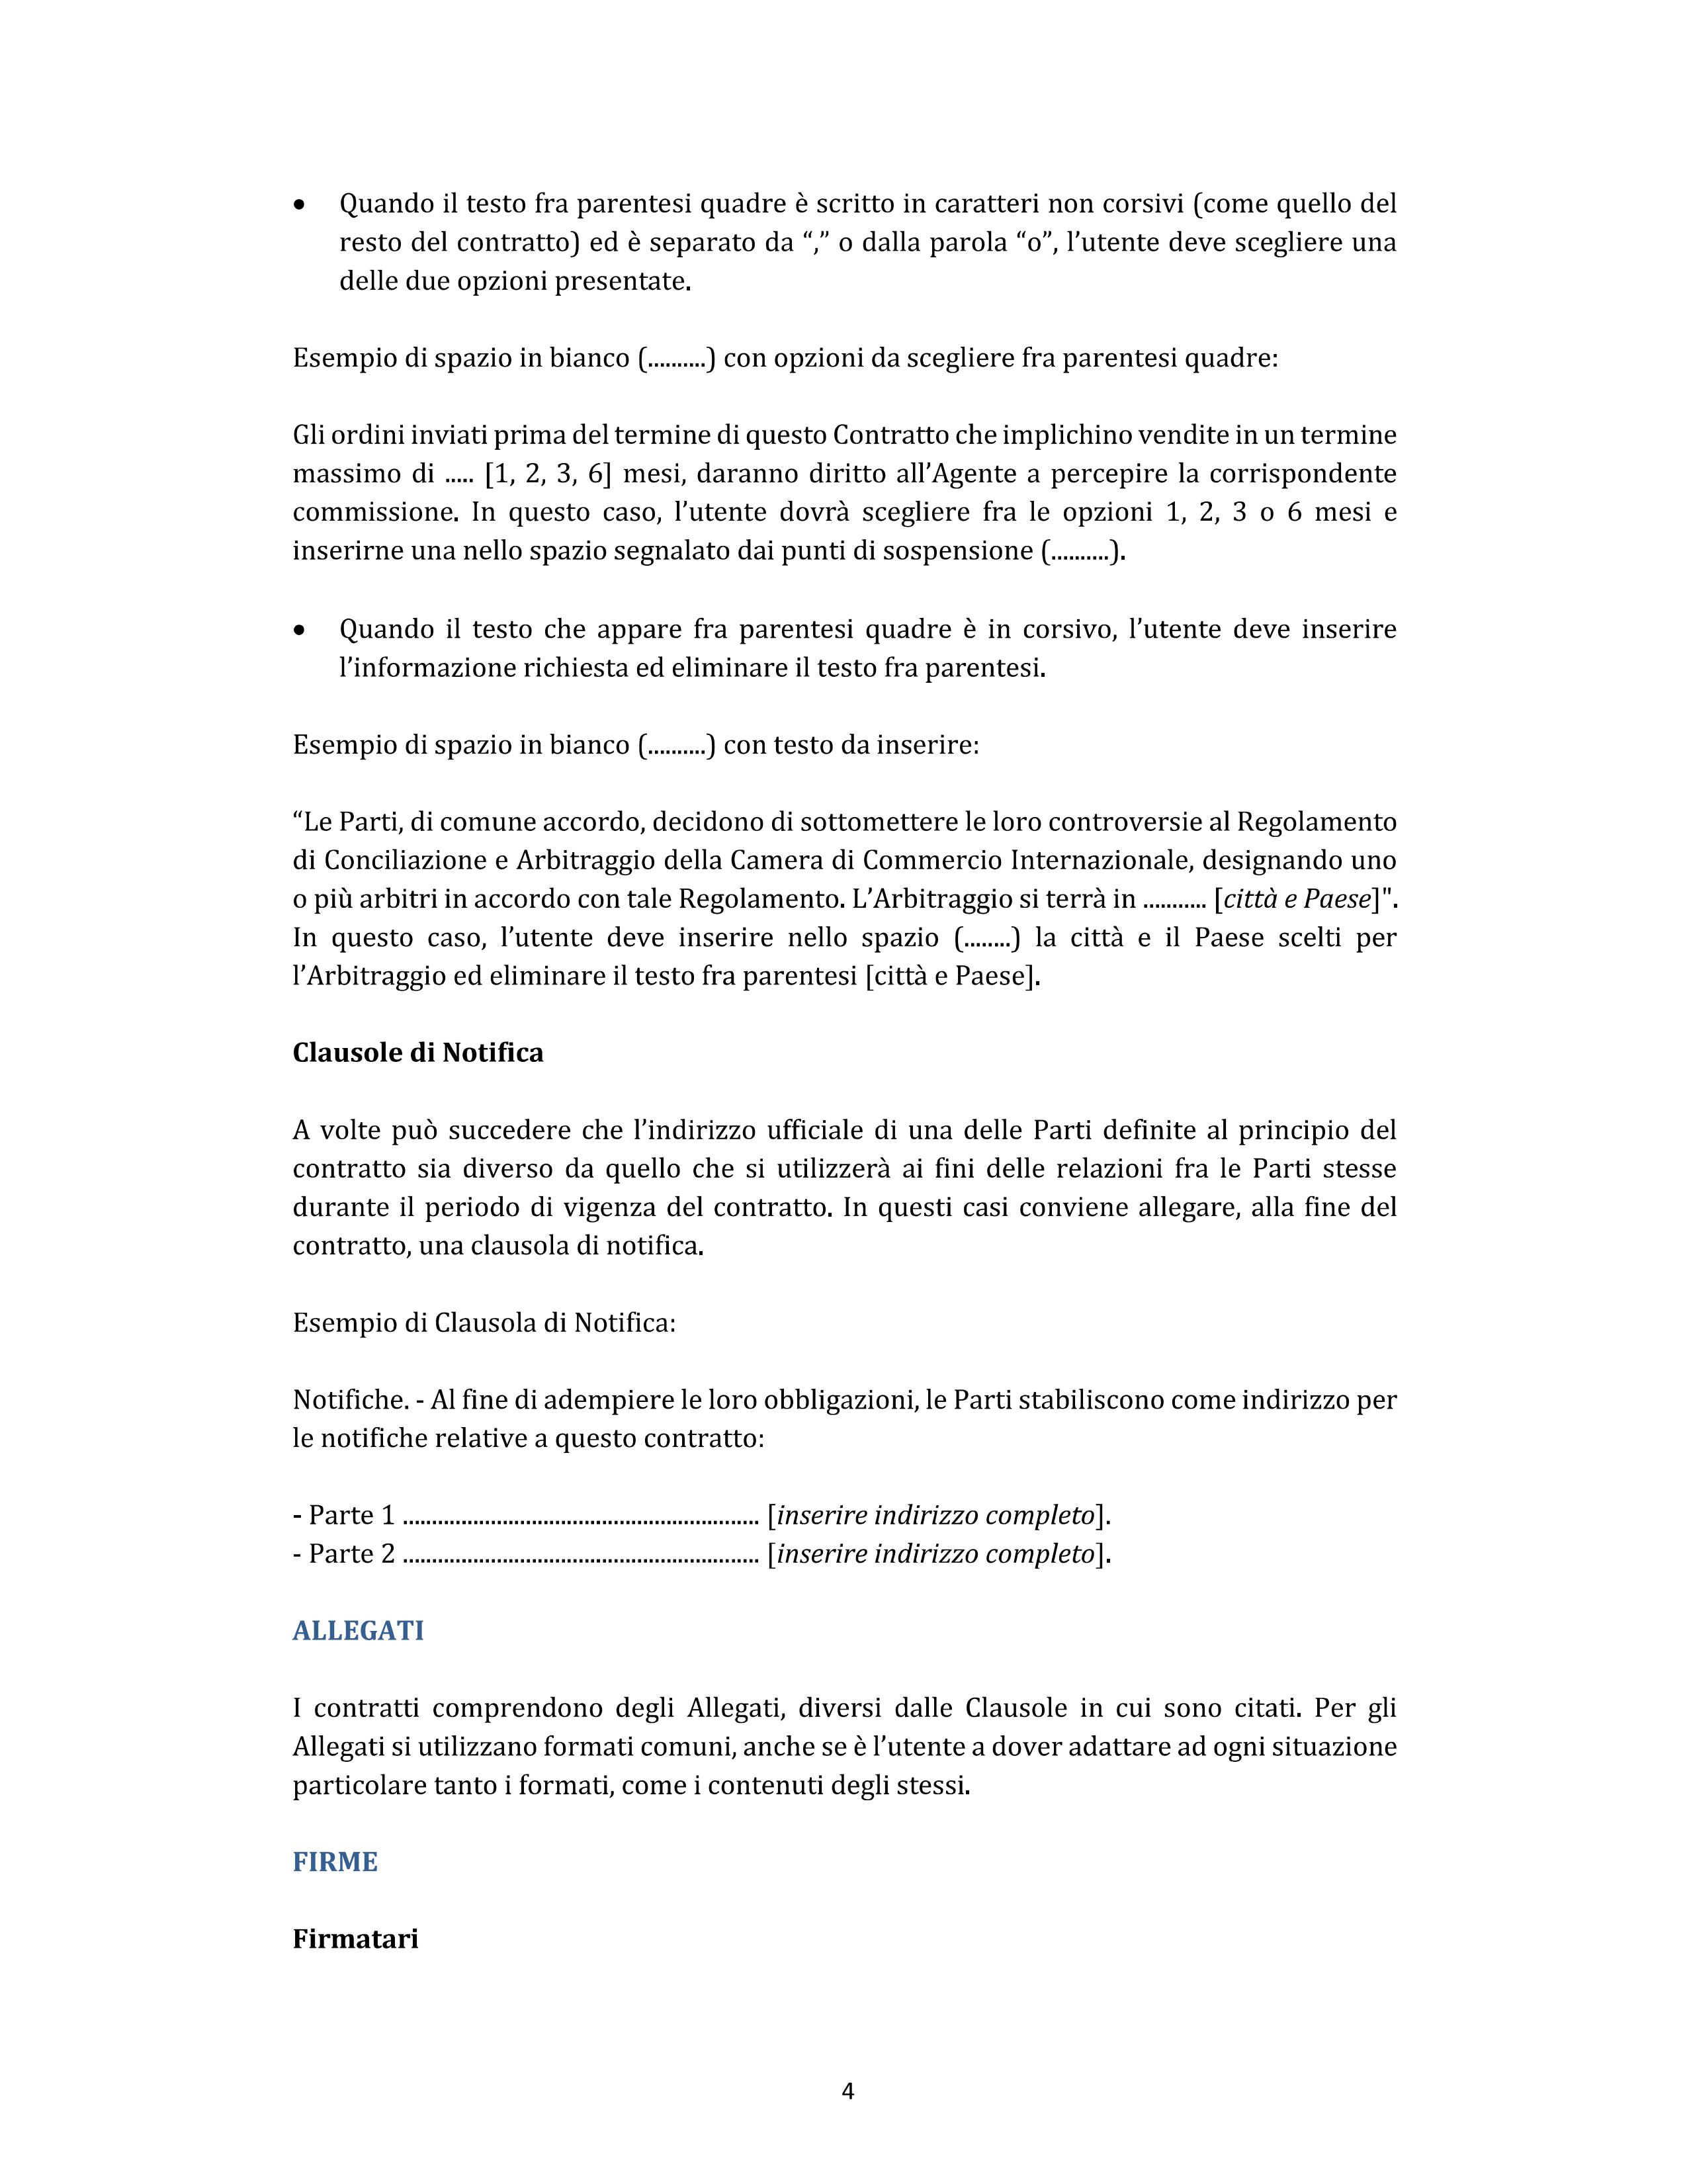 • Quando il testo fra parentesi quadre è scritto in caratteri non corsivi (come quello del
resto del contratto) ed è separato da “,” o dalla parola “o”, l’utente deve scegliere una
delle due opzioni presentate.
Esempio di spazio in bianco (..........) con opzioni da scegliere fra parentesi quadre:
Gli ordini inviati prima del termine di questo Contratto che implichino vendite in un termine
massimo di ..... [1, 2, 3, 6] mesi, daranno diritto all’Agente a percepire la corrispondente
commissione. In questo caso, l’utente dovrà scegliere fra le opzioni 1, 2, 3 o 6 mesi e
inserirne una nello spazio segnalato dai punti di sospensione (..........).
• Quando il testo che appare fra parentesi quadre è in corsivo, l’utente deve inserire
l’informazione richiesta ed eliminare il testo fra parentesi.
Esempio di spazio in bianco (..........) con testo da inserire:
“Le Parti, di comune accordo, decidono di sottomettere le loro controversie al Regolamento
di Conciliazione e Arbitraggio della Camera di Commercio Internazionale, designando uno
o più arbitri in accordo con tale Regolamento. L’Arbitraggio si terrà in ........... [città e Paese]".
In questo caso, l’utente deve inserire nello spazio (........) la città e il Paese scelti per
l’Arbitraggio ed eliminare il testo fra parentesi [città e Paese].
Clausole di Notifica
A volte può succedere che l’indirizzo ufficiale di una delle Parti definite al principio del
contratto sia diverso da quello che si utilizzerà ai fini delle relazioni fra le Parti stesse
durante il periodo di vigenza del contratto. In questi casi conviene allegare, alla fine del
contratto, una clausola di notifica.
Esempio di Clausola di Notifica:
Notifiche. - Al fine di adempiere le loro obbligazioni, le Parti stabiliscono come indirizzo per
le notifiche relative a questo contratto:
- Parte 1 ............................................................. [inserire indirizzo completo].
- Parte 2 ............................................................. [inserire indirizzo completo].
ALLEGATI
I contratti comprendono degli Allegati, diversi dalle Clausole in cui sono citati. Per gli
Allegati si utilizzano formati comuni, anche se è l’utente a dover adattare ad ogni situazione
particolare tanto i formati, come i contenuti degli stessi.
FIRME
Firmatari
4